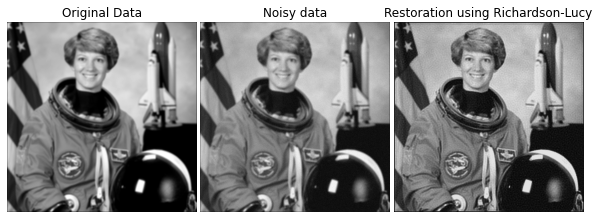 Original Data
Noisy data
Restoration using Richardson-Lucy